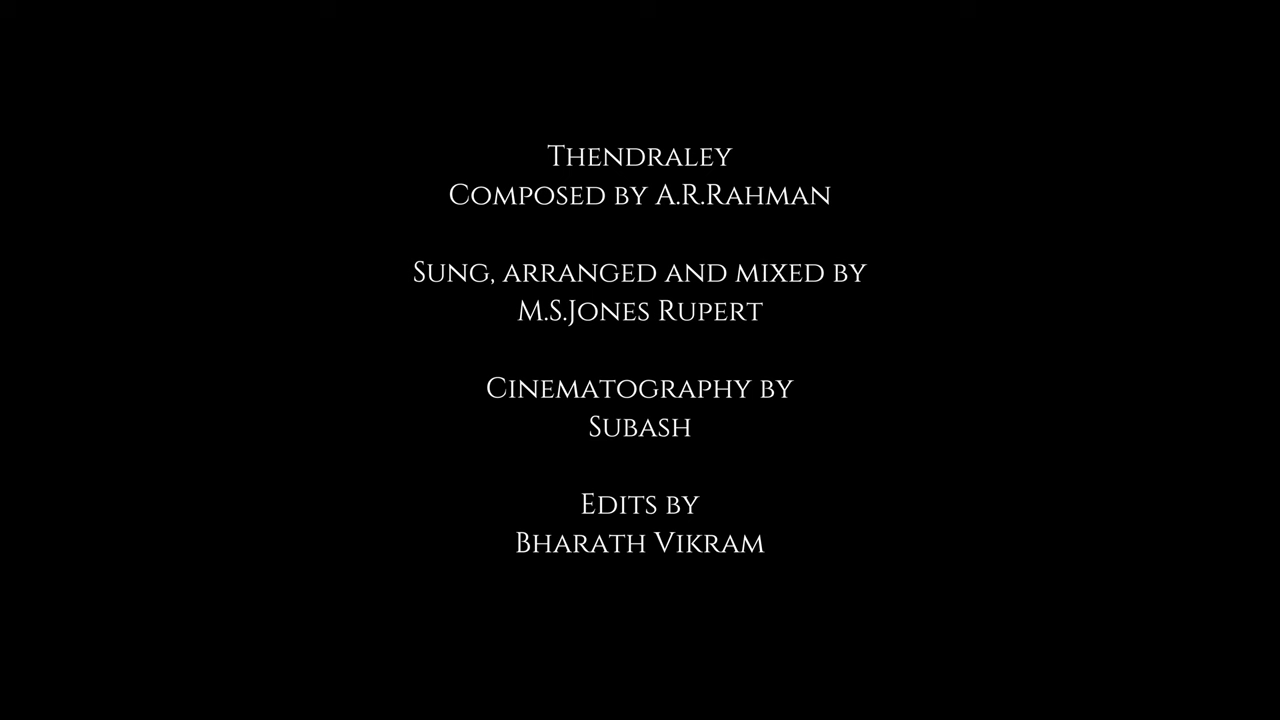 Thendraley
Composed by A.R.Rahman
Sung, arranged and mixed by
M.S.Jones Rupert
Cinematography by
Subash
Edits by
Bharath Vikram